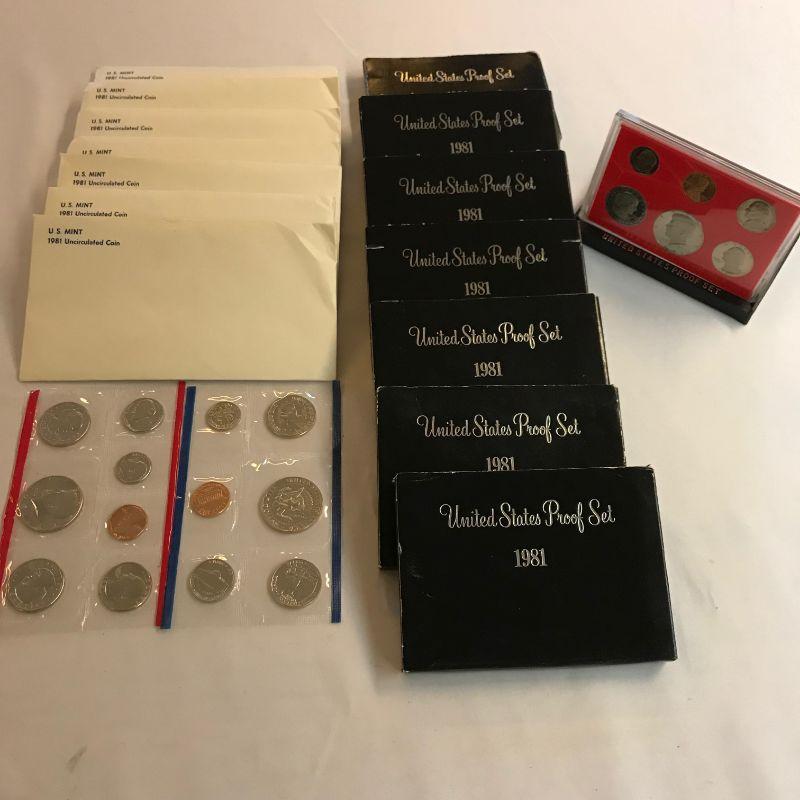 U.S. MINT
1981 Uncirculated Coin
U.S. MINT
1981 Uncirculated Coin
U.S. MINT
1981 Uncirculated Coin
U.S. MINT
U.S. MINT
1981 Uncirculated Coin
U.S. MINT
1981 Uncirculated Coin
U.S. MINT
1981 Uncirculated Coin
United States Proof Set
United States Proof Set
1981
United States Proof Set
1981
United States Proof Set
1981
United States Proof Set
1981
United States Proof Set
1981
United States Proof Set
1981
UNITED STATES PROOF SET